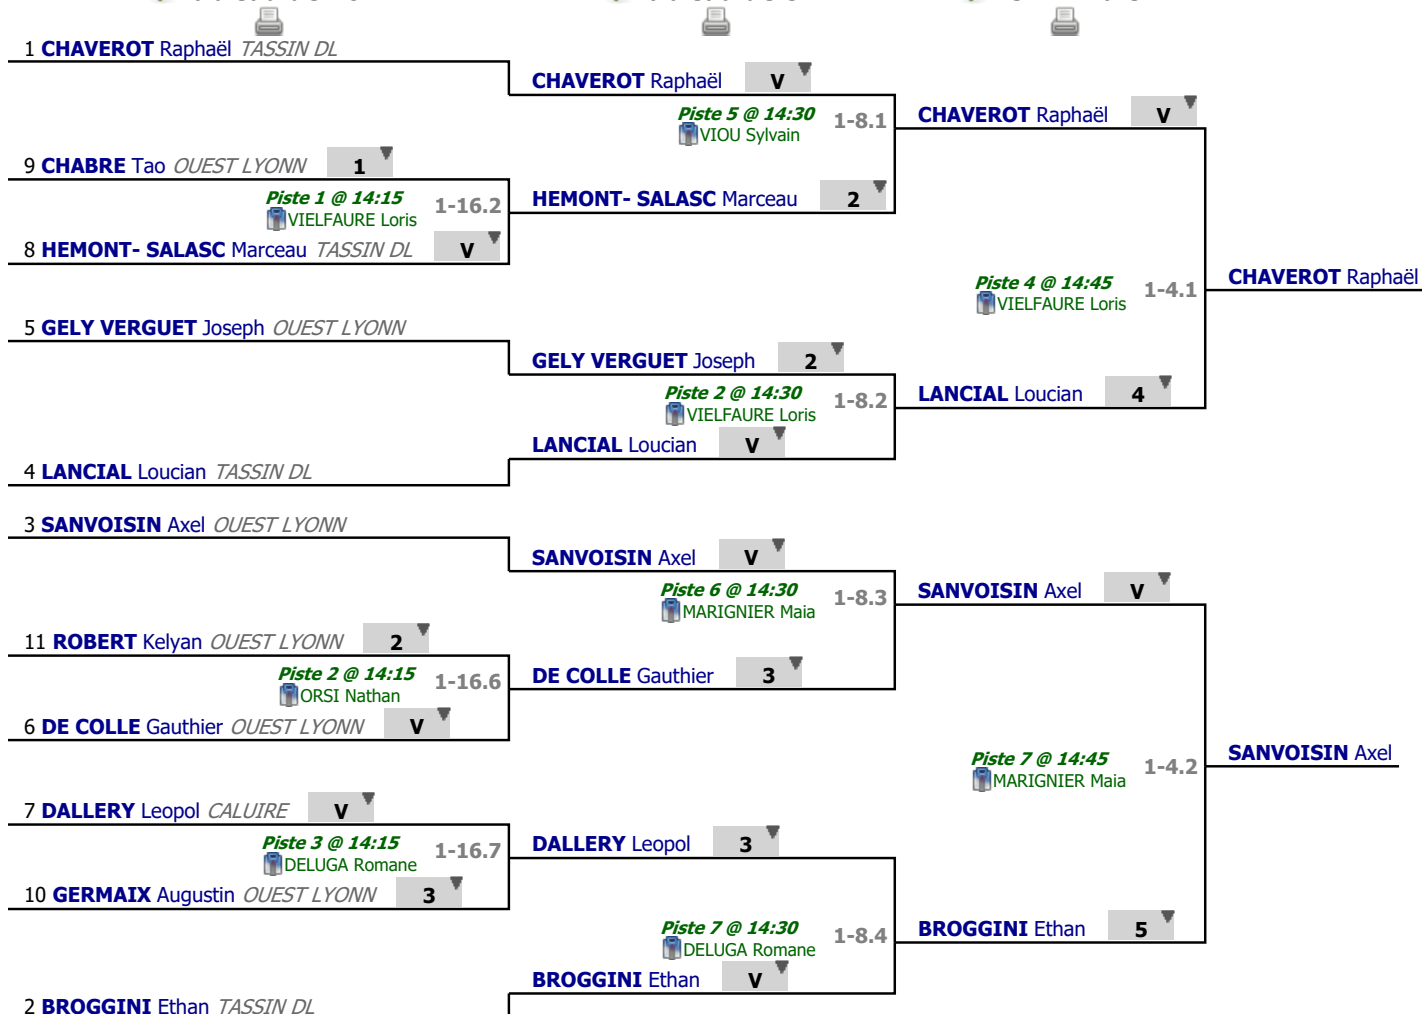 1 CHAVEROT Raphaël TASSIN DL
CHAVEROT Raphaël V
Piste 5 @ 14:30
VIOU Sylvain
1-8.1
CHAVEROT Raphaël V
9 CHABRE Tao OUEST LYONN 1
Piste 1 @ 14:15
VIELFAURE Loris
1-16.2
HEMONT- SALASC Marceau 2
8 HEMONT- SALASC Marceau TASSIN DL V
Piste 4 @ 14:45
VIELFAURE Loris
1-4.1
CHAVEROT Raphaël
5 GELY VERGUET Joseph OUEST LYONN
GELY VERGUET Joseph 2
Piste 2 @ 14:30
VIELFAURE Loris
1-8.2
LANCIAL Loucian 4
LANCIAL Loucian V
4 LANCIAL Loucian TASSIN DL
3 SANVOISIN Axel OUEST LYONN
SANVOISIN Axel V
Piste 6 @ 14:30
MARIGNIER Maia
1-8.3
SANVOISIN Axel V
11 ROBERT Kelyan OUEST LYONN 2
Piste 2 @ 14:15
ORSI Nathan
1-16.6
DE COLLE Gauthier 3
6 DE COLLE Gauthier OUEST LYONN V
Piste 7 @ 14:45
MARIGNIER Maia
1-4.2
SANVOISIN Axel
7 DALLERY Leopol CALUIRE V
Piste 3 @ 14:15
DELUGA Romane
1-16.7
DALLERY Leopol 3
10 GERMAIX Augustin OUEST LYONN 3
Piste 7 @ 14:30
DELUGA Romane
1-8.4
BROGGINI Ethan 5
BROGGINI Ethan V
2 BROGGINI Ethan TASSIN DL